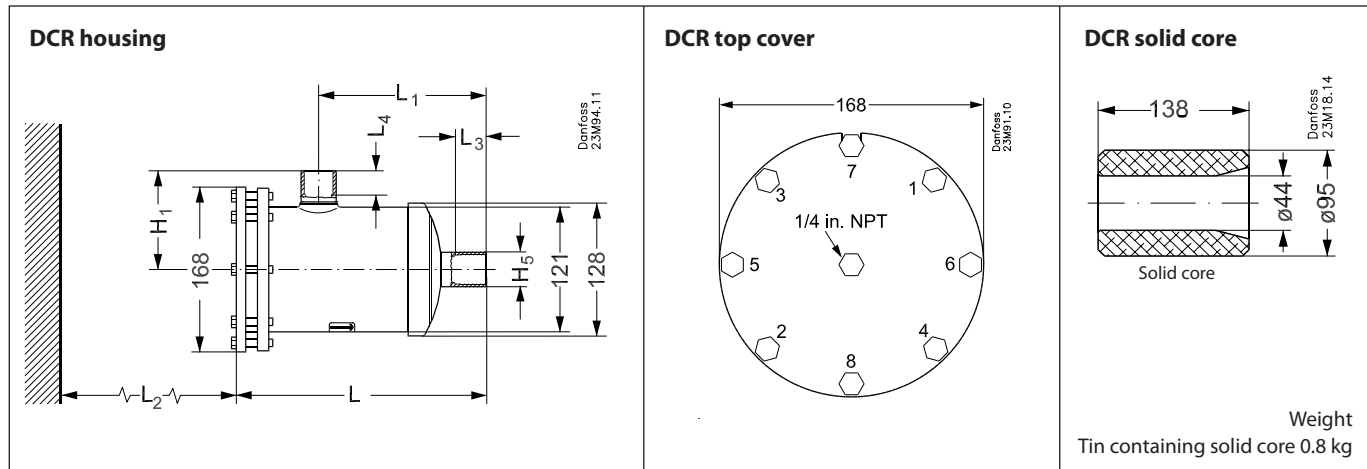 DCR housing
L1
L4
L3
Danfoss
23M94.11
H1
168
H5
121
128
L2
L
DCR top cover
168
Danfoss
23M91.10
7
3
1
1/4 in. NPT
5
6
2
4
8
DCR solid core
138
Danfoss
23M18.14
ø44
ø95
Solid core
Weight
Tin containing solid core 0.8 kg